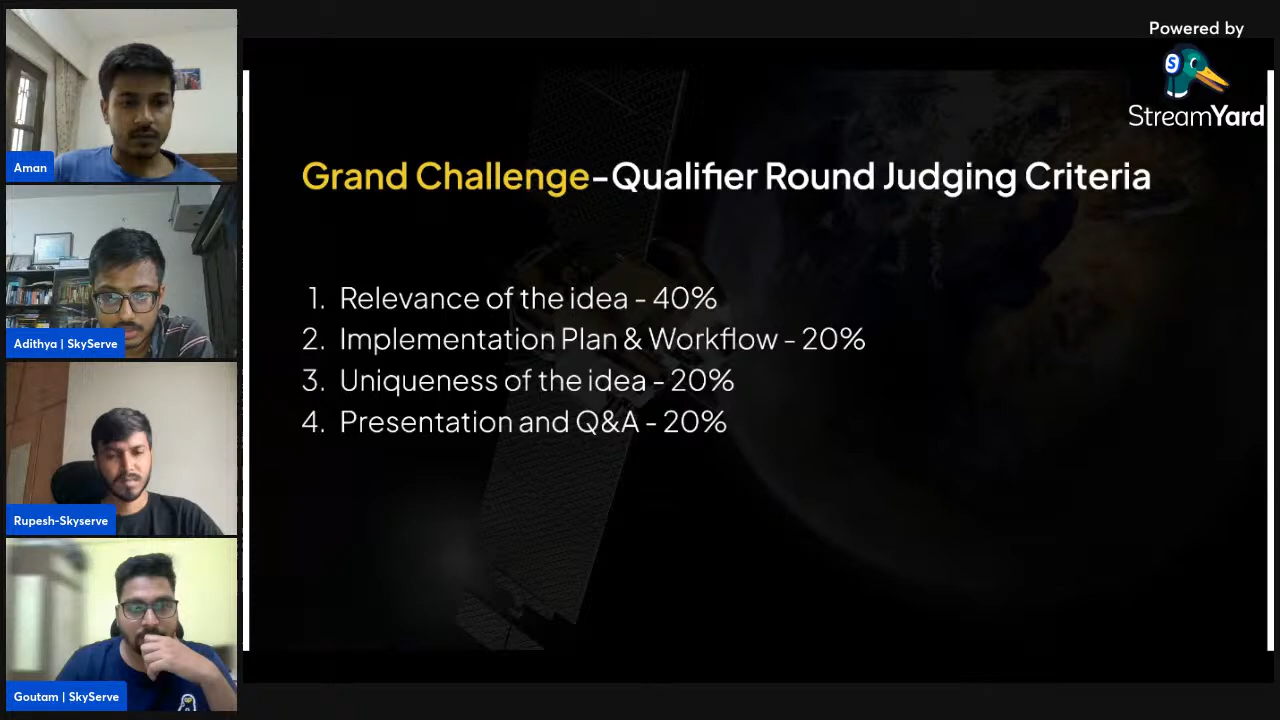 Powered by
StreamYard
Grand Challenge-Qualifier Round Judging Criteria
1. Relevance of the idea - 40%
2. Implementation Plan & Workflow - 20%
3. Uniqueness of the idea - 20%
4. Presentation and Q&A - 20%
Aman
Adithya | SkyServe
Rupesh-Skyserve
Goutam | SkyServe